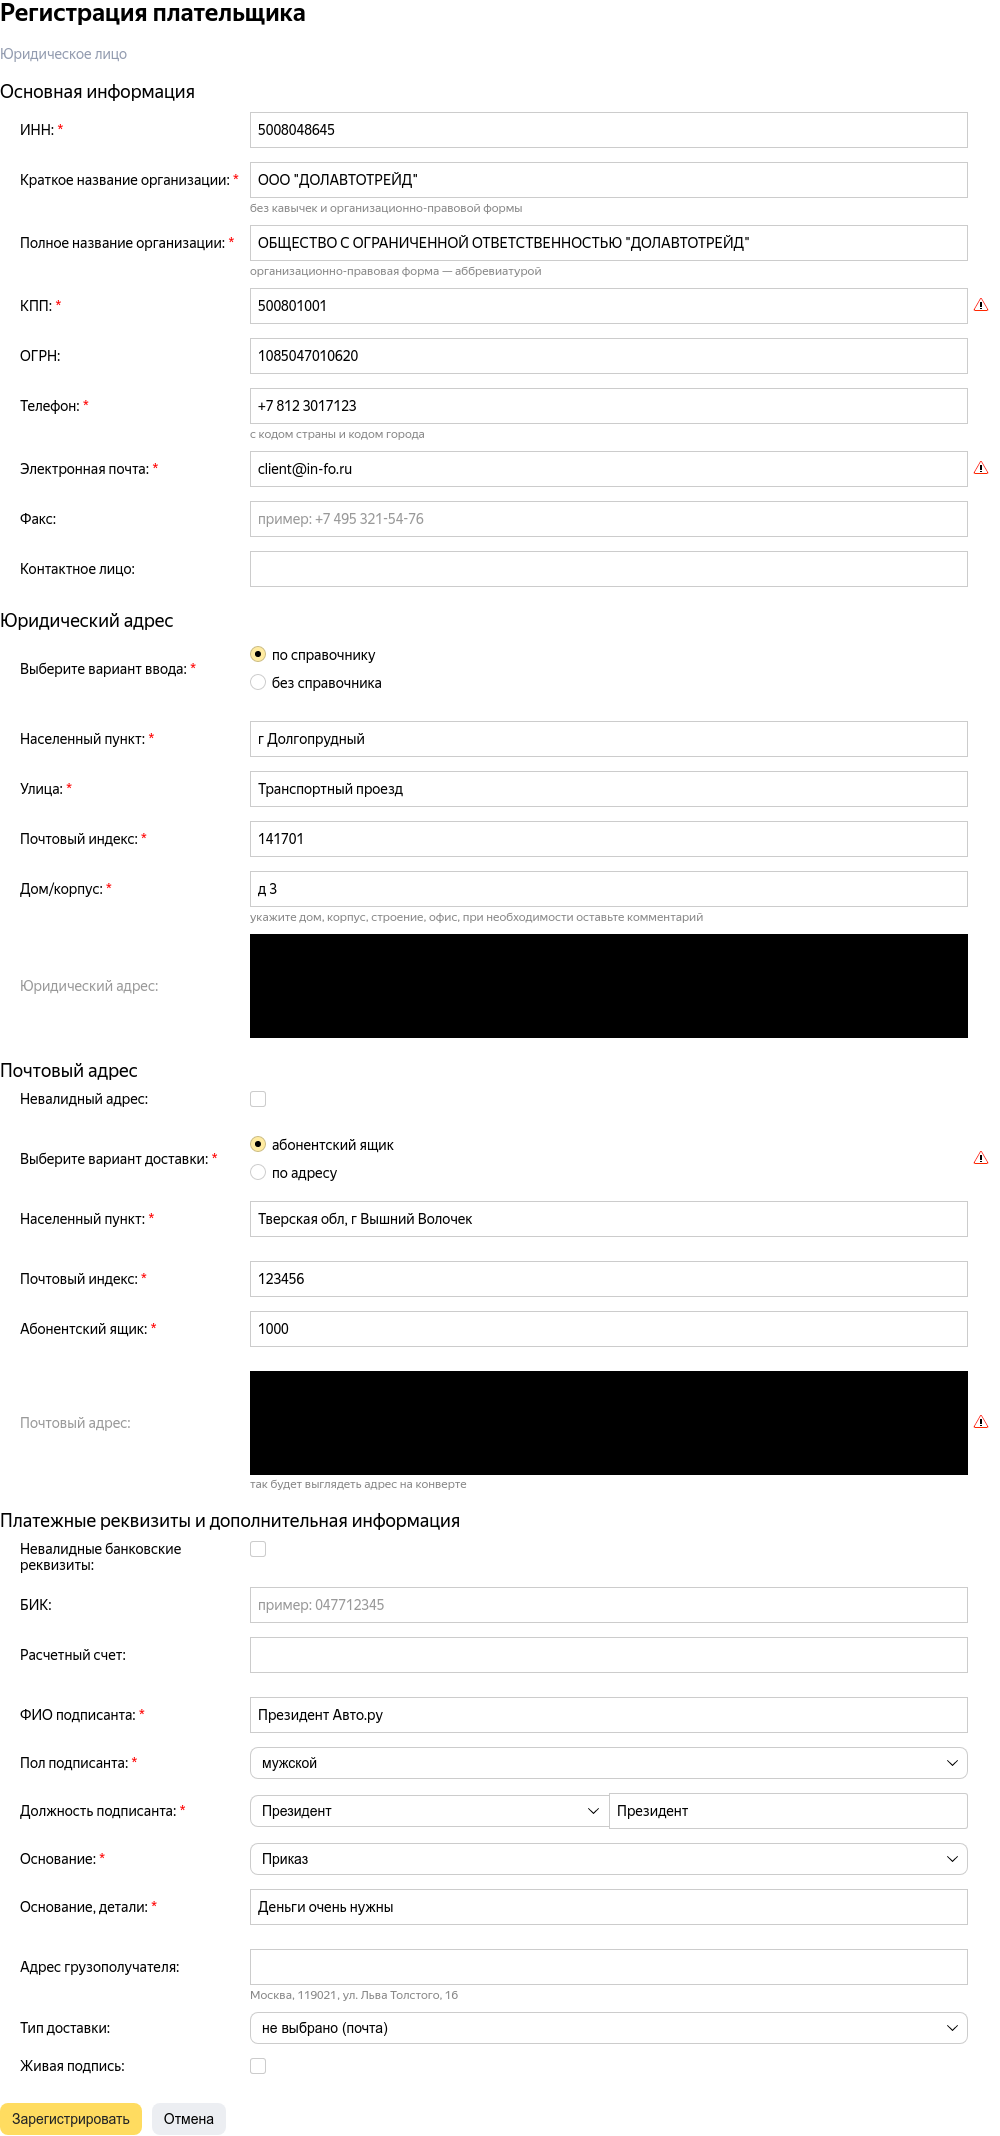 Регистрация плательщика
Юридическое лицо
Основная информация
ИНН: * 5008048645
Краткое название организации: * ООО "ДОЛАВТОТРЕЙД"
без кавычек и организационно-правовой формы
Полное название организации: * ОБЩЕСТВО С ОГРАНИЧЕННОЙ ОТВЕТСТВЕННОСТЬЮ "ДОЛАВТОТРЕЙД"
организационно-правовая форма — аббревиатурой
КПП: * 500801001
ОГРН: 1085047010620
Телефон: * +7 812 3017123
с кодом страны и кодом города
Электронная почта: * client@in-fo.ru
Факс: пример: +7 495 321-54-76
Контактное лицо:
Юридический адрес
Выберите вариант ввода: *
по справочнику
без справочника
Населенный пункт: * г Долгопрудный
Улица: * Транспортный проезд
Почтовый индекс: * 141701
Дом/корпус: * д 3
укажите дом, корпус, строение, офис, при необходимости оставьте комментарий
Юридический адрес:
Почтовый адрес
Невалидный адрес:
Выберите вариант доставки: *
абонентский ящик
по адресу
Населенный пункт: * Тверская обл, г Вышний Волочек
Почтовый индекс: * 123456
Абонентский ящик: * 1000
Почтовый адрес:
так будет выглядеть адрес на конверте
Платежные реквизиты и дополнительная информация
Невалидные банковские
реквизиты:
БИК: пример: 047712345
Расчетный счет:
ФИО подписанта: * Президент Авто.ру
Пол подписанта: * мужской
Должность подписанта: * Президент Президент
Основание: * Приказ
Основание, детали: * Деньги очень нужны
Адрес грузополучателя:
Москва, 119021, ул. Льва Толстого, 16
Тип доставки: не выбрано (почта)
Живая подпись:
Зарегистрировать Отмена